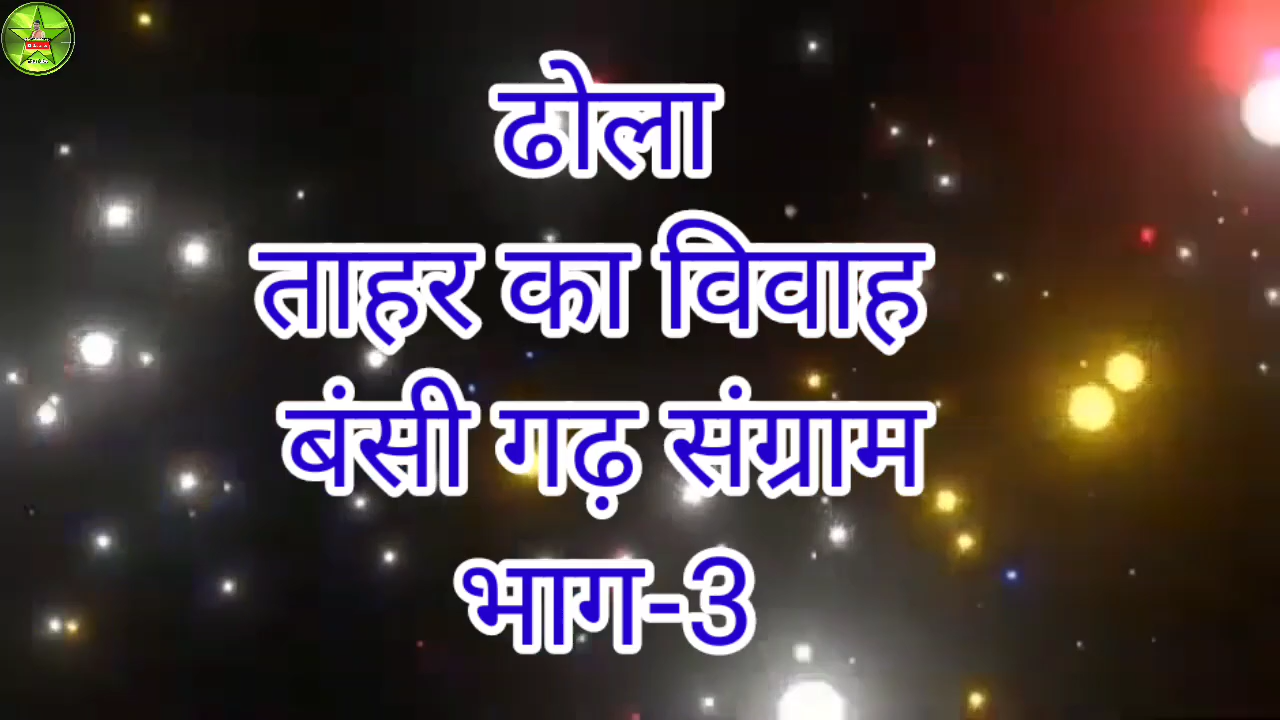 ढोला
ताहर का विवाह
बंसी गढ़ संग्राम
भाग-3